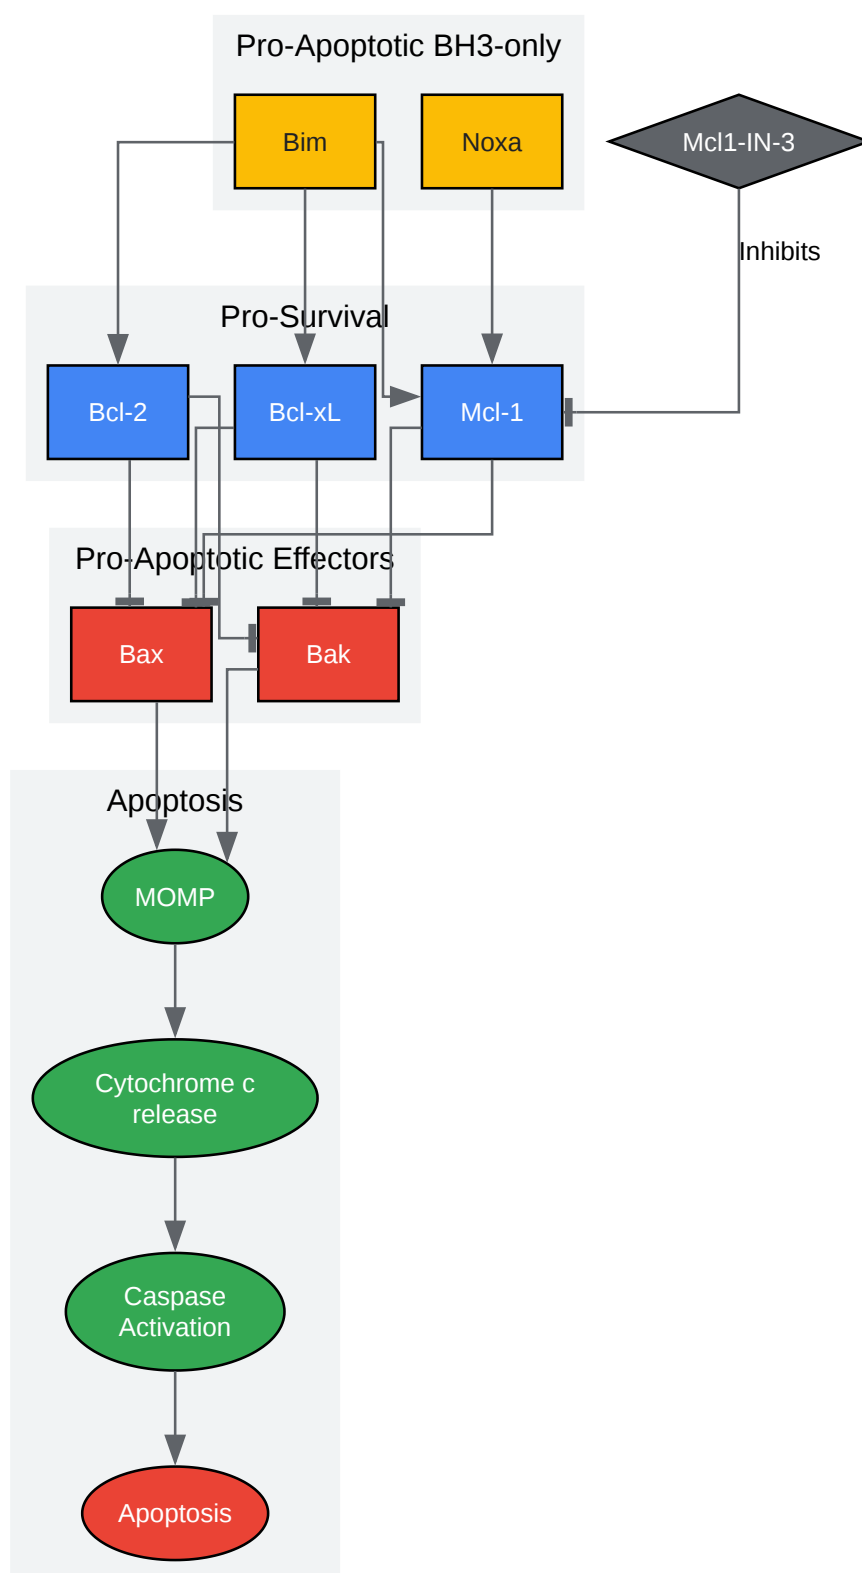 Pro-Apoptotic BH3-only
Bim
Noxa
Mcl1-IN-3
Inhibits
Pro-Survival
Bcl-2
Bcl-xL
Mcl-1
Pro-Apoptotic Effectors
Bax
Bak
Apoptosis
MOMP
Cytochrome c
release
Caspase
Activation
Apoptosis